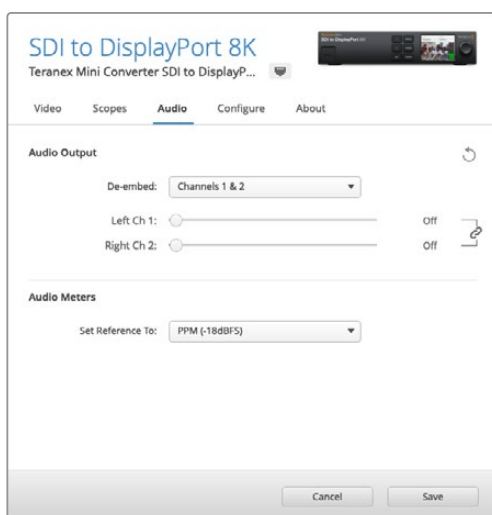 SDI to DisplayPort 8K
Teranex Mini Converter SDI to DisplayP...
Video Scopes Audio Configure About
Audio Output
De-embed: Channels 1 & 2
Left Ch 1: Off
Right Ch 2: Off
Audio Meters
Set Reference To: PPM (-18dBFS)
Cancel Save